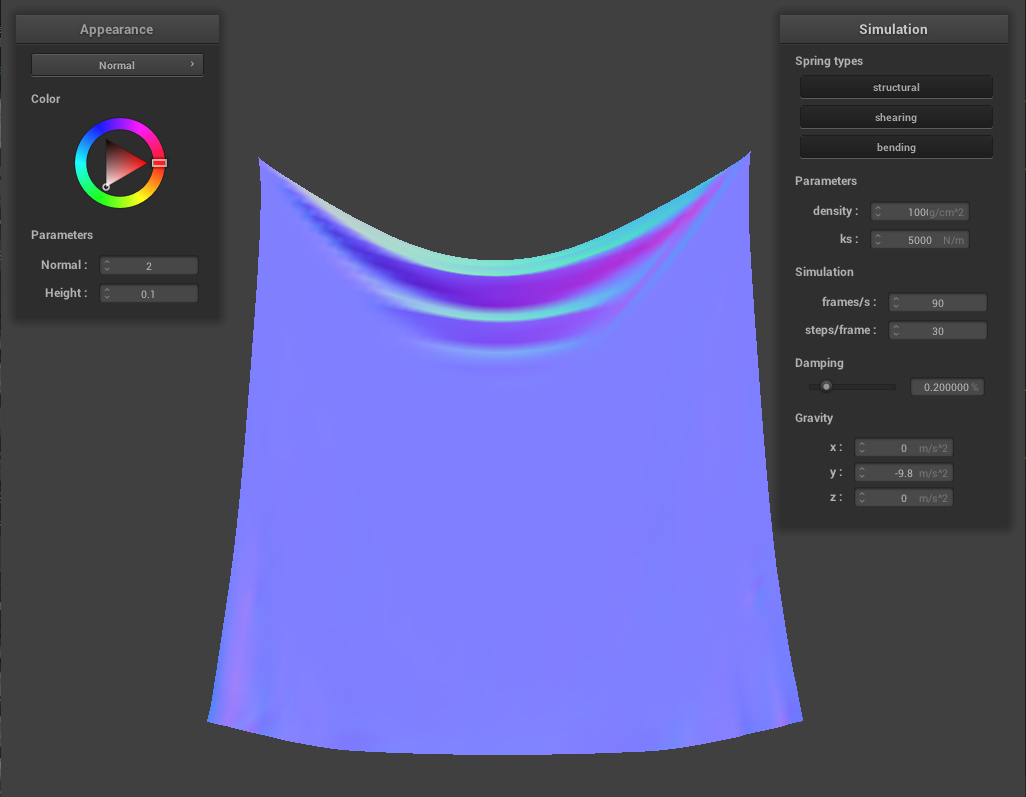 Appearance
Normal
Color
Parameters
Normal :
2
Height :
0.1
Simulation
Spring types
structural
shearing
bending
Parameters
density :
g/cm^2
ks :
5000 N/m
Simulation
frames/s :
90
steps/frame :
30
Damping
0.200000 %
Gravity
x :
0 m/s^2
y :
-9.8 m/s^2
z :
0 m/s^2